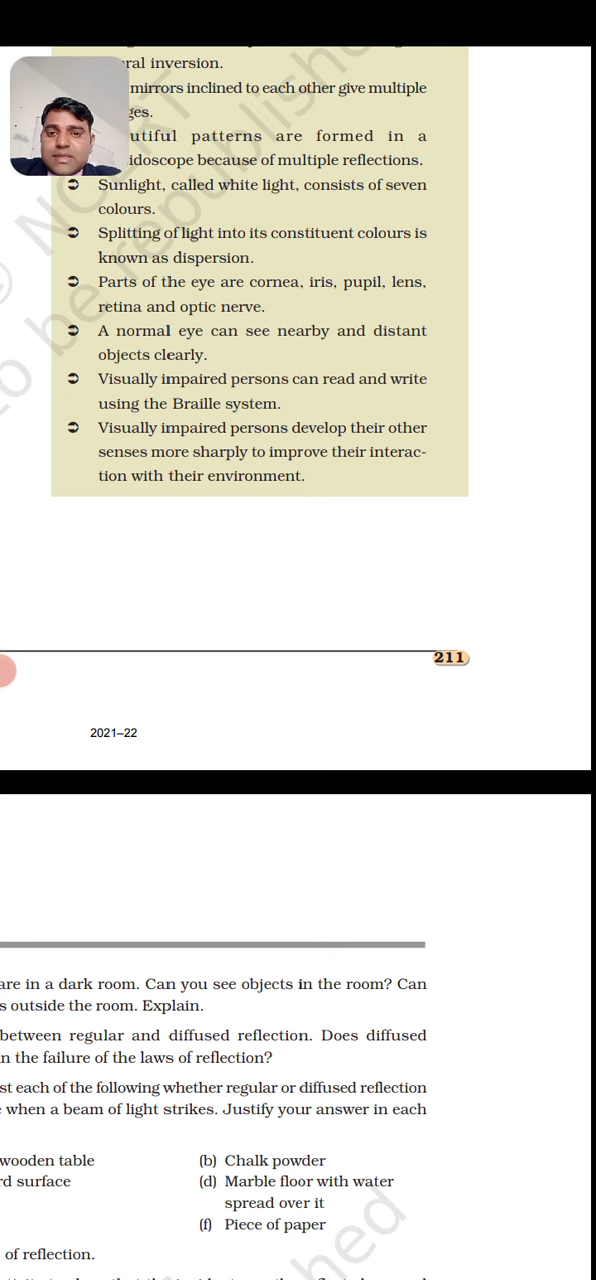 ral inversion.
mirrors inclined to each other give multiple
ges.
utiful patterns are formed in a
idoscope because of multiple reflections.
➲ Sunlight, called white light, consists of seven
colours.
➲ Splitting of light into its constituent colours is
known as dispersion.
➲ Parts of the eye are cornea, iris, pupil, lens,
retina and optic nerve.
➲ A normal eye can see nearby and distant
objects clearly.
➲ Visually impaired persons can read and write
using the Braille system.
➲ Visually impaired persons develop their other
senses more sharply to improve their interac-
tion with their environment.
© NCERT
to be republished
211
2021–22
are in a dark room. Can you see objects in the room? Can
s outside the room. Explain.
between regular and diffused reflection. Does diffused
n the failure of the laws of reflection?
st each of the following whether regular or diffused reflection
when a beam of light strikes. Justify your answer in each
wooden table (b) Chalk powder
rd surface (d) Marble floor with water
spread over it
(f) Piece of paper
of reflection.
hed